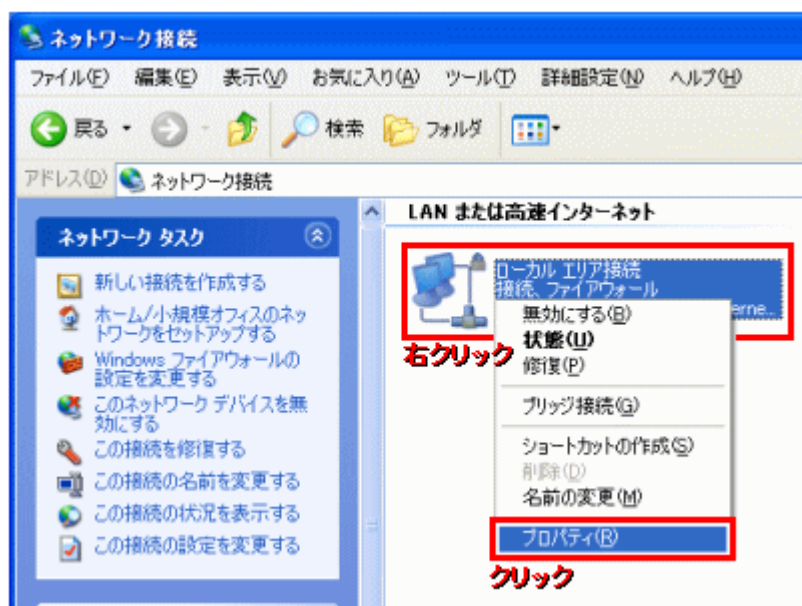 ネットワーク接続
ファイル(F) 編集(E) 表示(V) お気に入り(A) ツール(T) 詳細設定(N) ヘルプ(H)
戻る 検索 フォルダ
アドレス(D) ネットワーク接続
ネットワーク タスク
新しい接続を作成する
ホーム/小規模オフィスのネッ
トワークをセットアップする
Windows ファイアウォールの
設定を変更する
このネットワーク デバイスを無
効にする
この接続を修復する
この接続の名前を変更する
この接続の状況を表示する
この接続の設定を変更する
LAN または高速インターネット
ローカル エリア接続
接続、ファイアウォール
erne...
右クリック
無効にする(B)
状態(U)
修復(P)
ブリッジ接続(G)
ショートカットの作成(S)
削除(D)
名前の変更(M)
プロパティ(R)
クリック